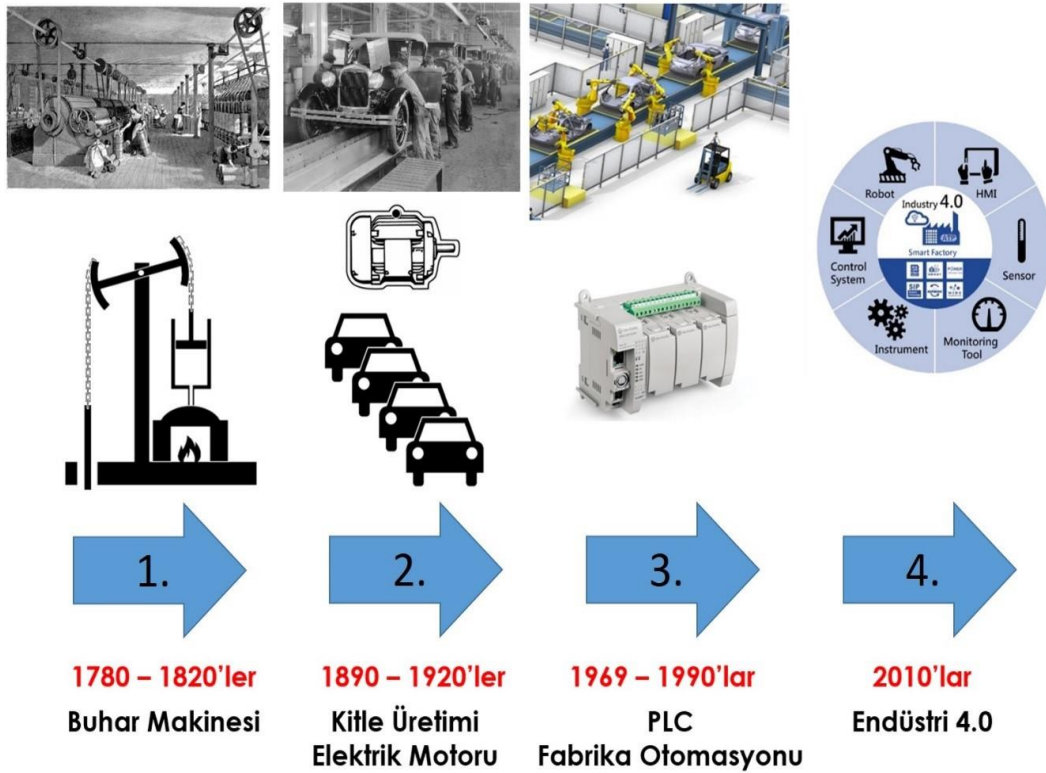 Robot
HMI
Industry 4.0
Smart Factory
Control
System
Sensor
Instrument
Monitoring
Tool
SIP
1.
2.
3.
4.
1780 – 1820'ler
1890 – 1920'ler
1969 – 1990'lar
2010'lar
Buhar Makinesi
Kitle Üretimi
Elektrik Motoru
PLC
Fabrika Otomasyonu
Endüstri 4.0